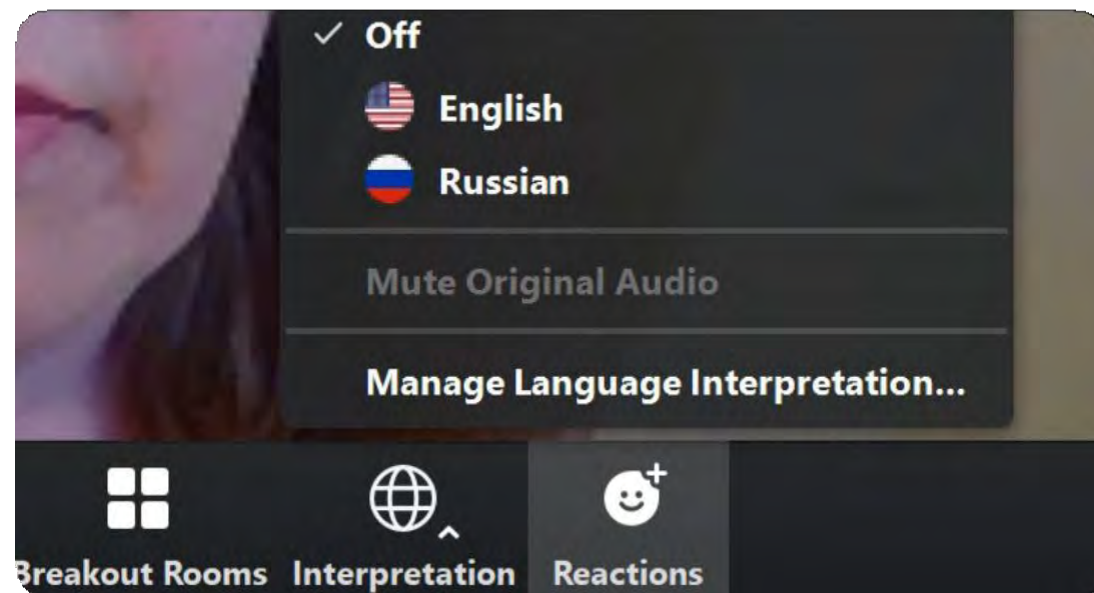 Off
English
Russian
Mute Original Audio
Manage Language Interpretation...
Breakout Rooms Interpretation Reactions